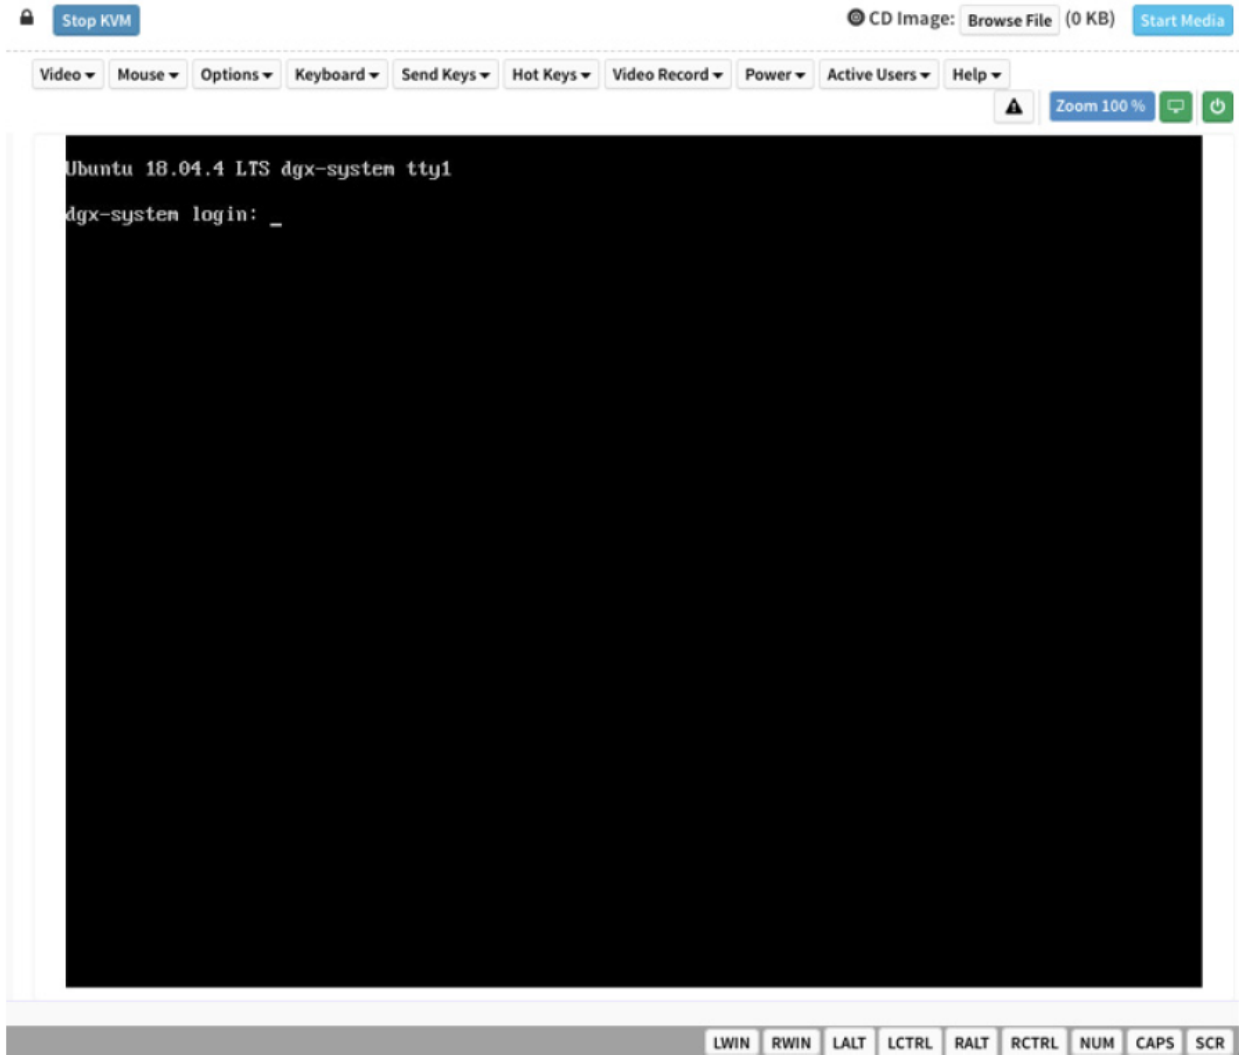 Stop KVM CD Image: Browse File (0 KB) Start Media
Video Mouse Options Keyboard Send Keys Hot Keys Video Record Power Active Users Help
Zoom 100 %
Ubuntu 18.04.4 LTS dgx-system tty1
dgx-system login: _
LWIN RWIN LALT LCTRL RALT RCTRL NUM CAPS SCR